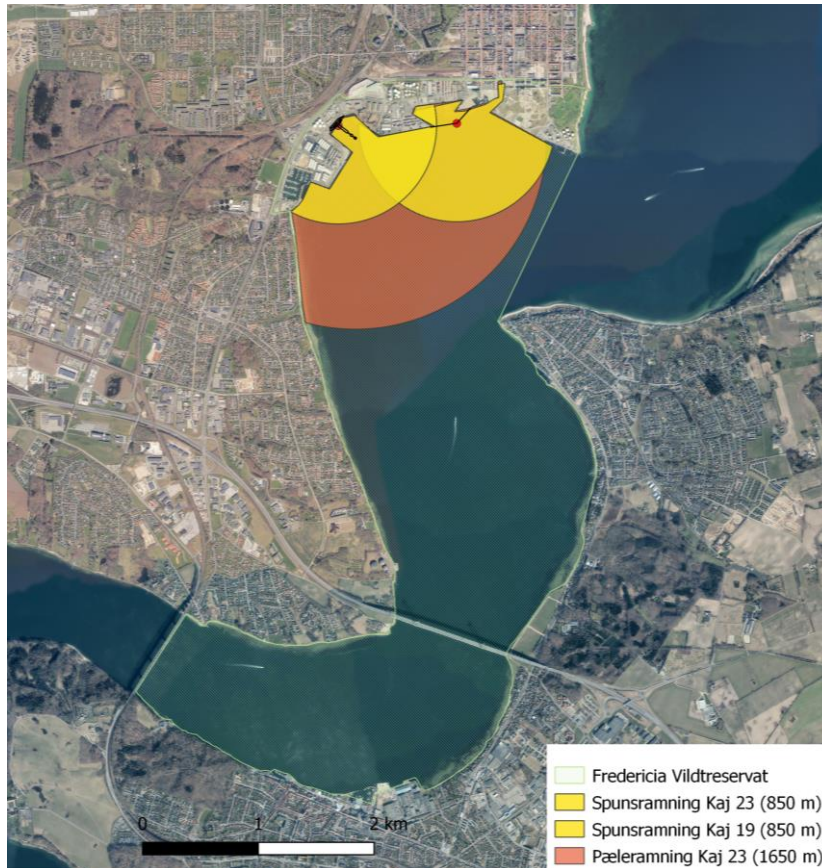 Fredericia Vildtreservat
Spunsramning Kaj 23 (850 m)
Spunsramning Kaj 19 (850 m)
Pæleramning Kaj 23 (1650 m)
0 1 2 km